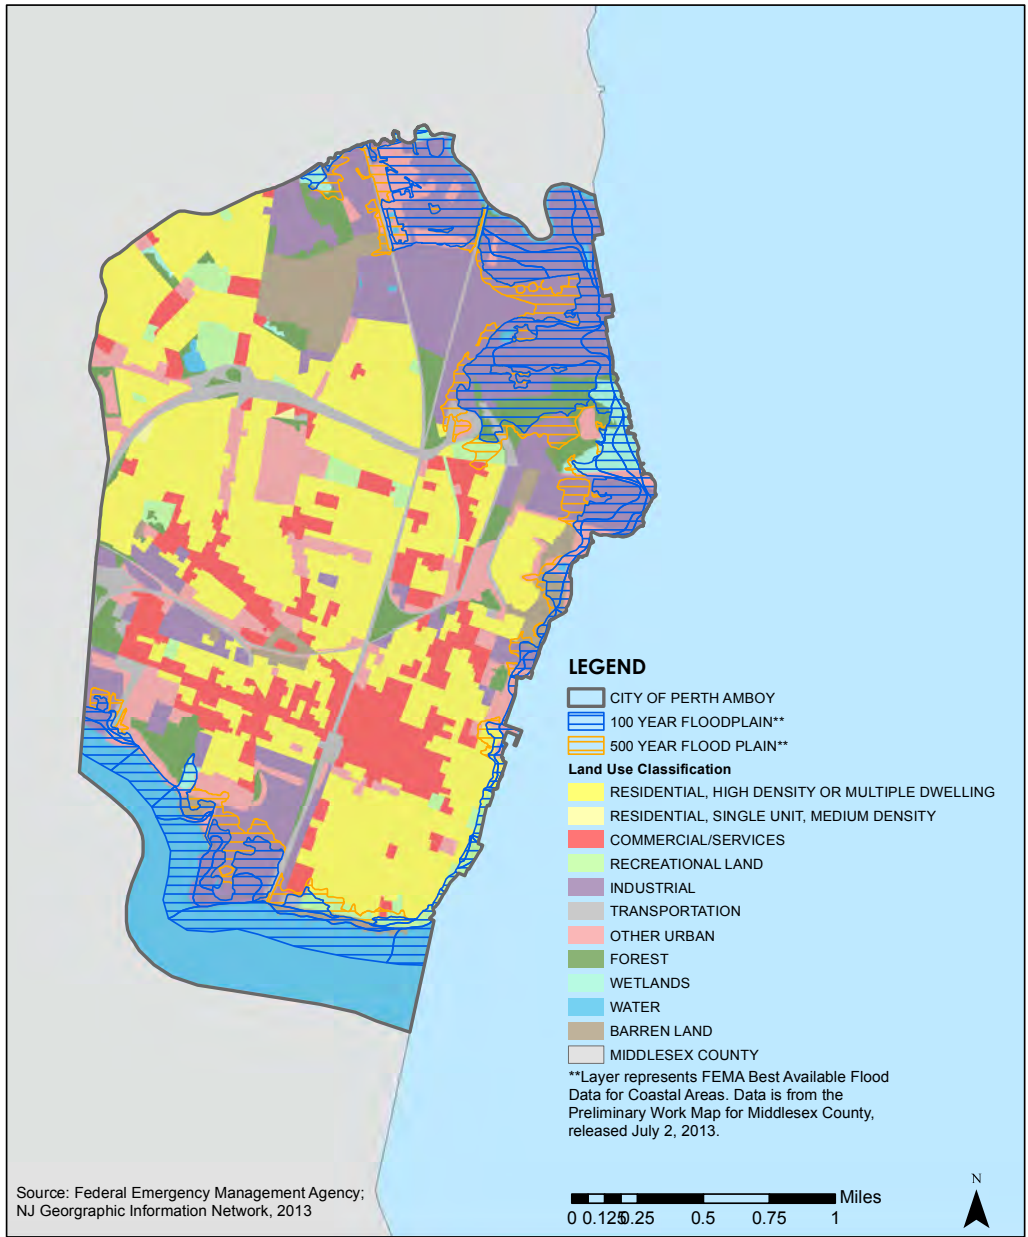 LEGEND
CITY OF PERTH AMBOY
100 YEAR FLOODPLAIN**
500 YEAR FLOOD PLAIN**
Land Use Classification
RESIDENTIAL, HIGH DENSITY OR MULTIPLE DWELLING
RESIDENTIAL, SINGLE UNIT, MEDIUM DENSITY
COMMERCIAL/SERVICES
RECREATIONAL LAND
INDUSTRIAL
TRANSPORTATION
OTHER URBAN
FOREST
WETLANDS
WATER
BARREN LAND
MIDDLESEX COUNTY
**Layer represents FEMA Best Available Flood
Data for Coastal Areas. Data is from the
Preliminary Work Map for Middlesex County,
released July 2, 2013.
Source: Federal Emergency Management Agency;
NJ Georgraphic Information Network, 2013
Miles
0 0.125 0.25 0.5 0.75 1
N